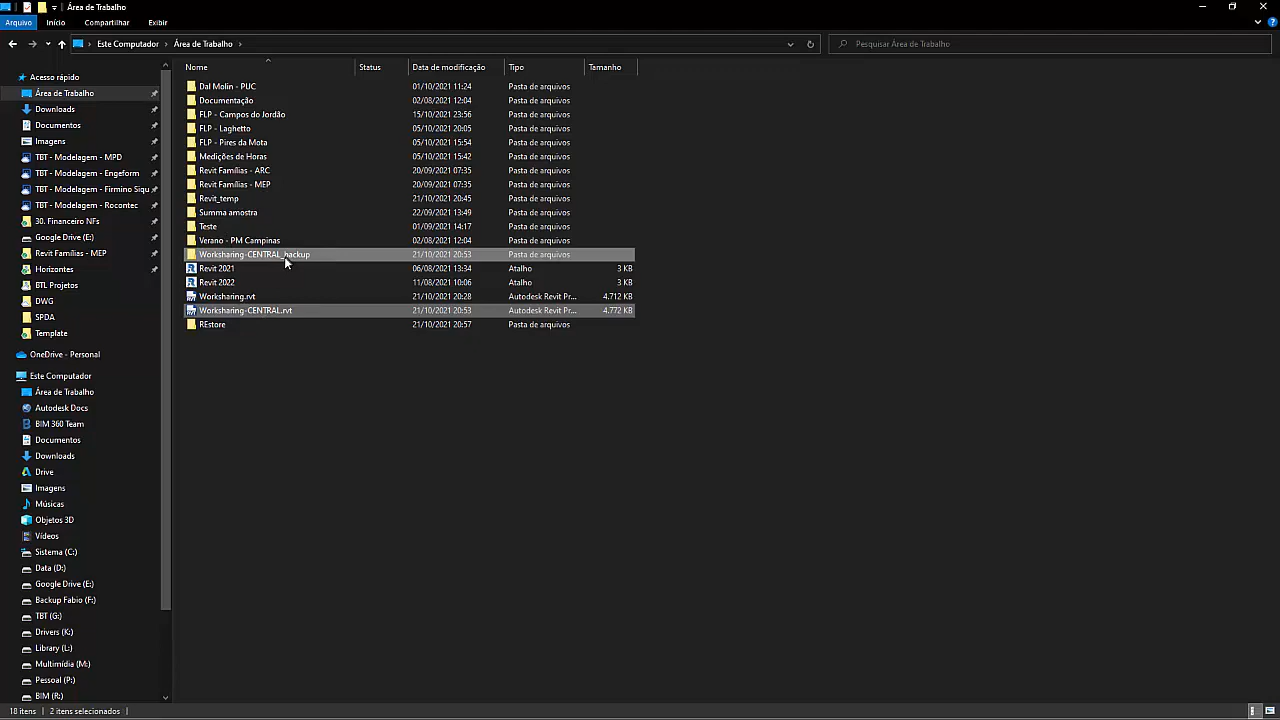 Área de Trabalho
Arquivo Início Compartilhar Exibir
Este Computador Área de Trabalho
Pesquisar Área de Trabalho
Nome Status Data de modificação Tipo Tamanho
Acesso rápido
Área de Trabalho
Downloads
Documentos
Imagens
TBT - Modelagem - MPD
TBT - Modelagem - Engeform
TBT - Modelagem - Firmino Siqu
TBT - Modelagem - Rocontec
30. Financeiro NFs
Google Drive (E:)
Revit Famílias - MEP
Horizontes
BTL Projetos
DWG
SPDA
Template
OneDrive - Personal
Este Computador
Área de Trabalho
Autodesk Docs
BIM 360 Team
Documentos
Downloads
Drive
Imagens
Músicas
Objetos 3D
Vídeos
Sistema (C:)
Data (D:)
Google Drive (E:)
Backup Fabio (F:)
TBT (G:)
Drivers (K:)
Library (L:)
Multimídia (M:)
Pessoal (P:)
BIM (R:)
Dal Molin - PUC 01/10/2021 11:24 Pasta de arquivos
Documentação 02/08/2021 12:04 Pasta de arquivos
FLP - Campos do Jordão 15/10/2021 23:56 Pasta de arquivos
FLP - Laghetto 05/10/2021 20:05 Pasta de arquivos
FLP - Pires da Mota 05/10/2021 15:54 Pasta de arquivos
Medições de Horas 05/10/2021 15:42 Pasta de arquivos
Revit Famílias - ARC 20/09/2021 07:35 Pasta de arquivos
Revit Famílias - MEP 20/09/2021 07:35 Pasta de arquivos
Revit_temp 21/10/2021 20:45 Pasta de arquivos
Summa amostra 22/09/2021 13:49 Pasta de arquivos
Teste 01/09/2021 14:17 Pasta de arquivos
Verano - PM Campinas 02/08/2021 12:04 Pasta de arquivos
Worksharing-CENTRAL_backup 21/10/2021 20:53 Pasta de arquivos
Revit 2021 06/08/2021 13:34 Atalho 3 KB
Revit 2022 11/08/2021 10:06 Atalho 3 KB
Worksharing.rvt 21/10/2021 20:28 Autodesk Revit Pr... 4.712 KB
Worksharing-CENTRAL.rvt 21/10/2021 20:53 Autodesk Revit Pr... 4.772 KB
REstore 21/10/2021 20:57 Pasta de arquivos
18 itens 2 itens selecionados